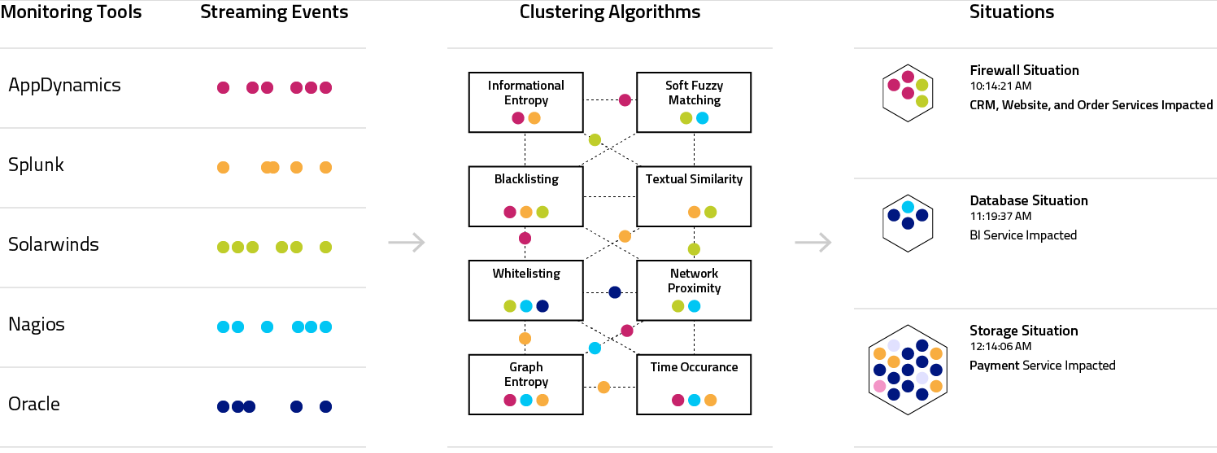 Monitoring Tools
Streaming Events
Clustering Algorithms
Situations
AppDynamics
Splunk
Solarwinds
Nagios
Oracle
Informational
Entropy
Soft Fuzzy
Matching
Blacklisting
Textual Similarity
Whitelisting
Network
Proximity
Graph
Entropy
Time Occurance
Firewall Situation
10:14:21 AM
CRM, Website, and Order Services Impacted
Database Situation
11:19:37 AM
BI Service Impacted
Storage Situation
12:14:06 AM
Payment Service Impacted